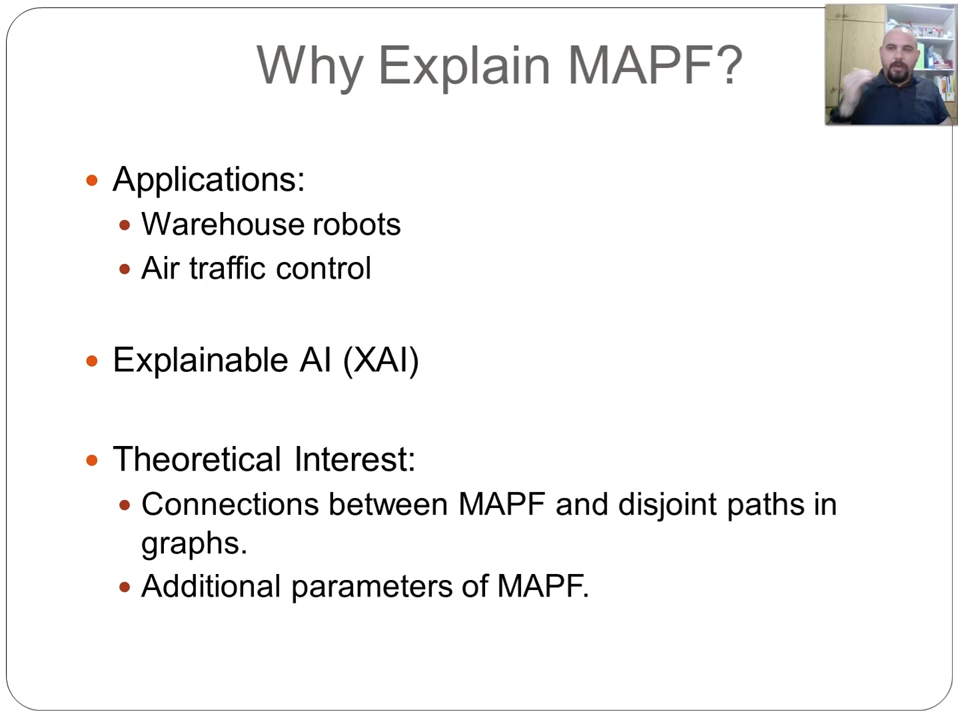 Why Explain MAPF?
Applications:
Warehouse robots
Air traffic control
Explainable AI (XAI)
Theoretical Interest:
Connections between MAPF and disjoint paths in
graphs.
Additional parameters of MAPF.